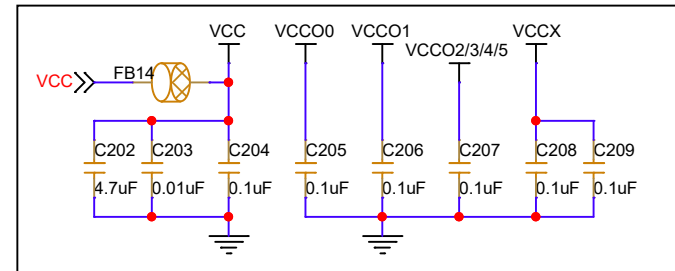 VCC VCCO0 VCCO1 VCCX
VCCO2/3/4/5
VCC FB14
C202 C203 C204 C205 C206 C207 C208 C209
4.7uF 0.01uF 0.1uF 0.1uF 0.1uF 0.1uF 0.1uF 0.1uF